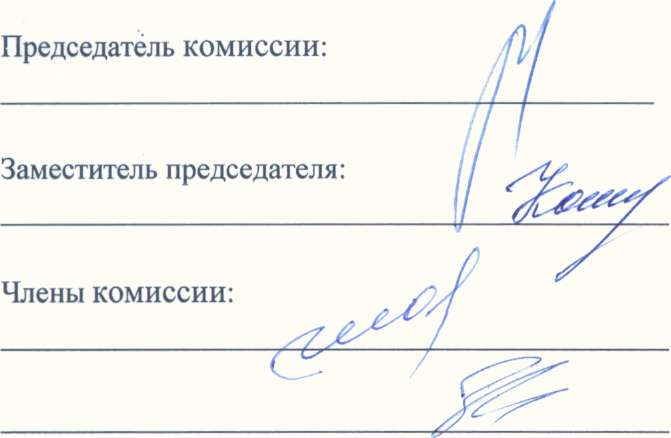 Председатель комиссии:
Заместитель председателя:
Члены комиссии: